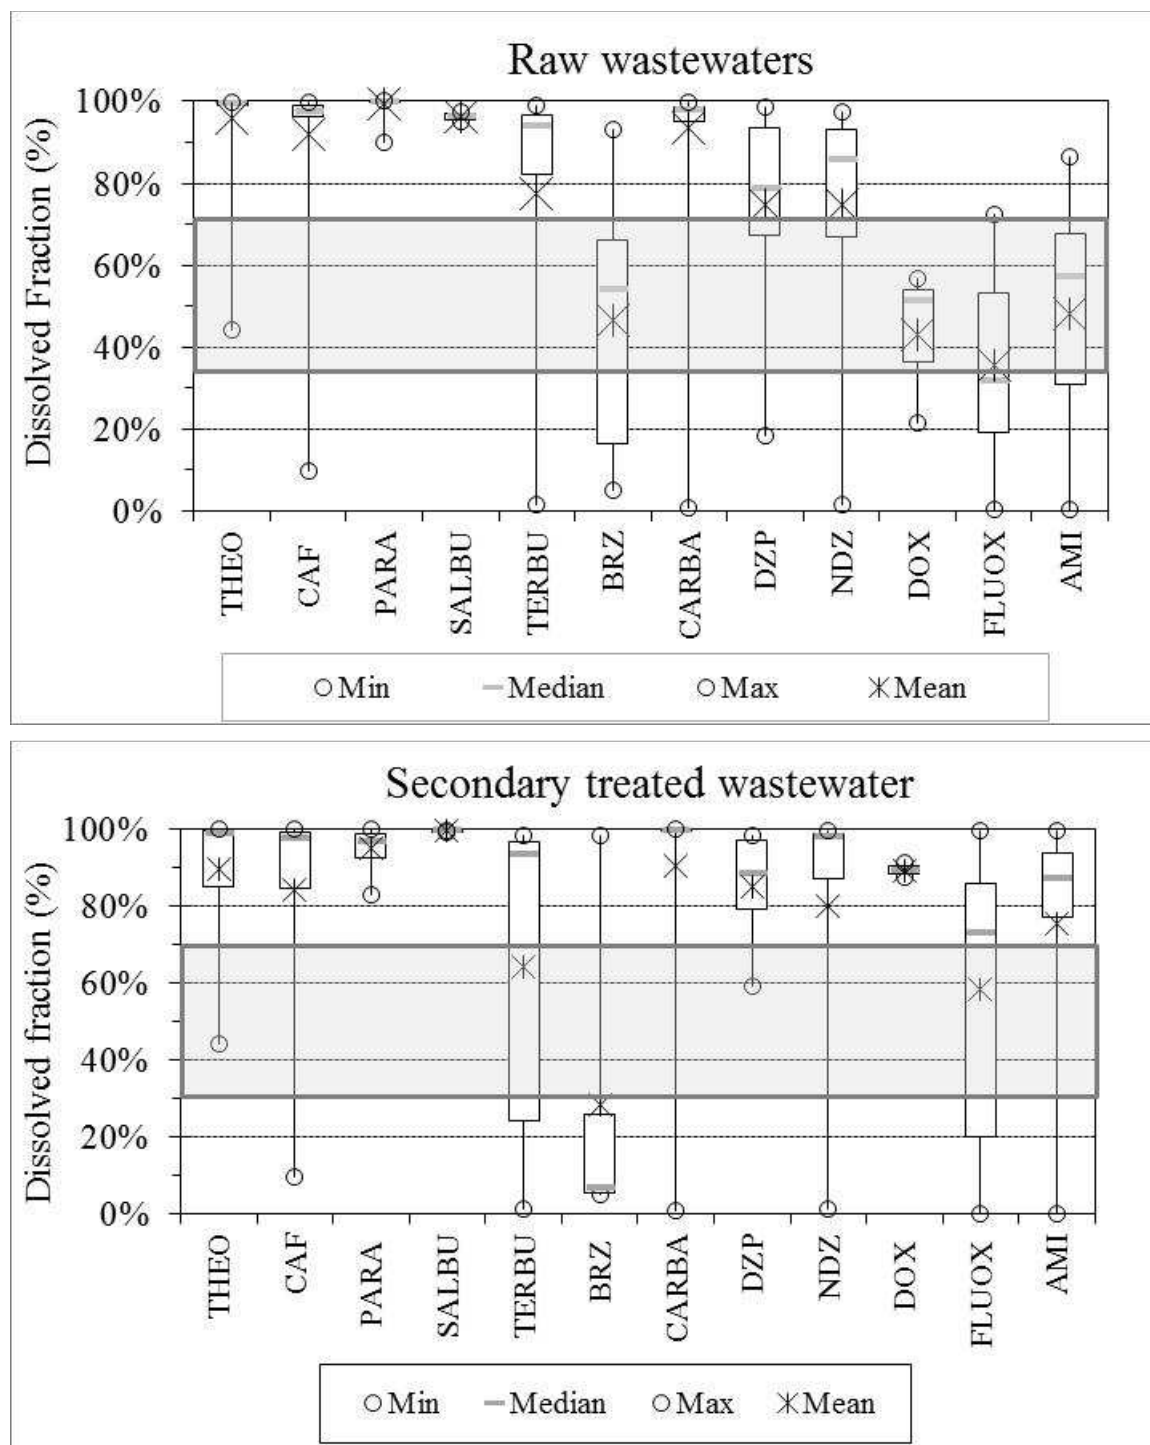 Raw wastewaters
Dissolved Fraction (%)
100%
80%
60%
40%
20%
0%
THEO
CAF
PARA
SALBU
TERBU
BRZ
CARBA
DZP
NDZ
DOX
FLUOX
AMI
Min Median Max Mean
Secondary treated wastewater
Dissolved fraction (%)
100%
80%
60%
40%
20%
0%
THEO
CAF
PARA
SALBU
TERBU
BRZ
CARBA
DZP
NDZ
DOX
FLUOX
AMI
Min Median Max Mean